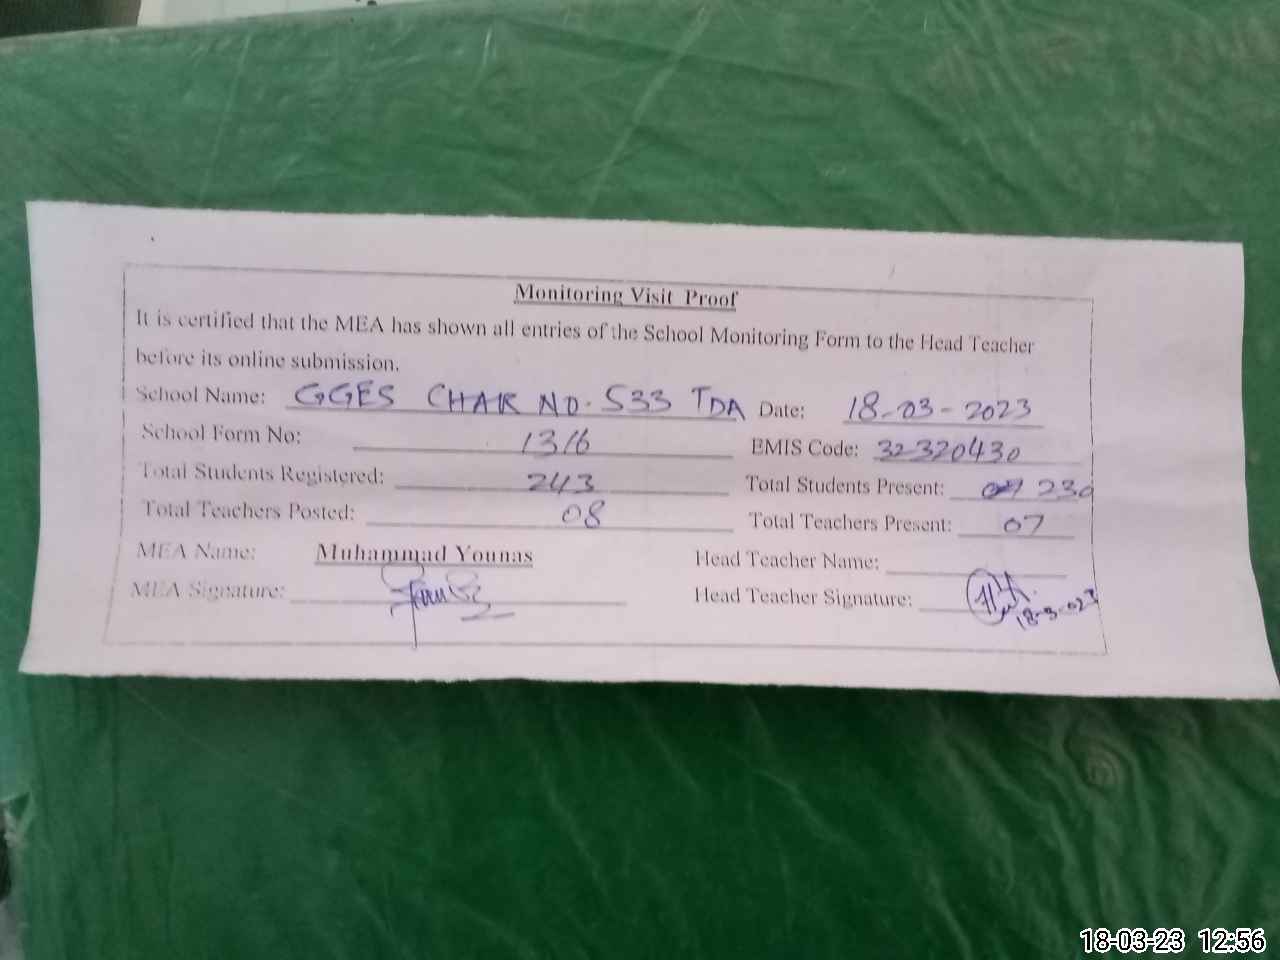 Monitoring Visit Proof
It is certified that the MEA has shown all entries of the School Monitoring Form to the Head Teacher
before its online submission.
School Name: GGES CHAK NO. 533 TDA Date: 18-03-2023
School Form No: 1316 EMIS Code: 32320430
Total Students Registered: 243 Total Students Present: 230
Total Teachers Posted: 08 Total Teachers Present: 07
MEA Name: Muhammad Younas Head Teacher Name:
MEA Signature: Head Teacher Signature:
18-3-023
18-03-23 12:56